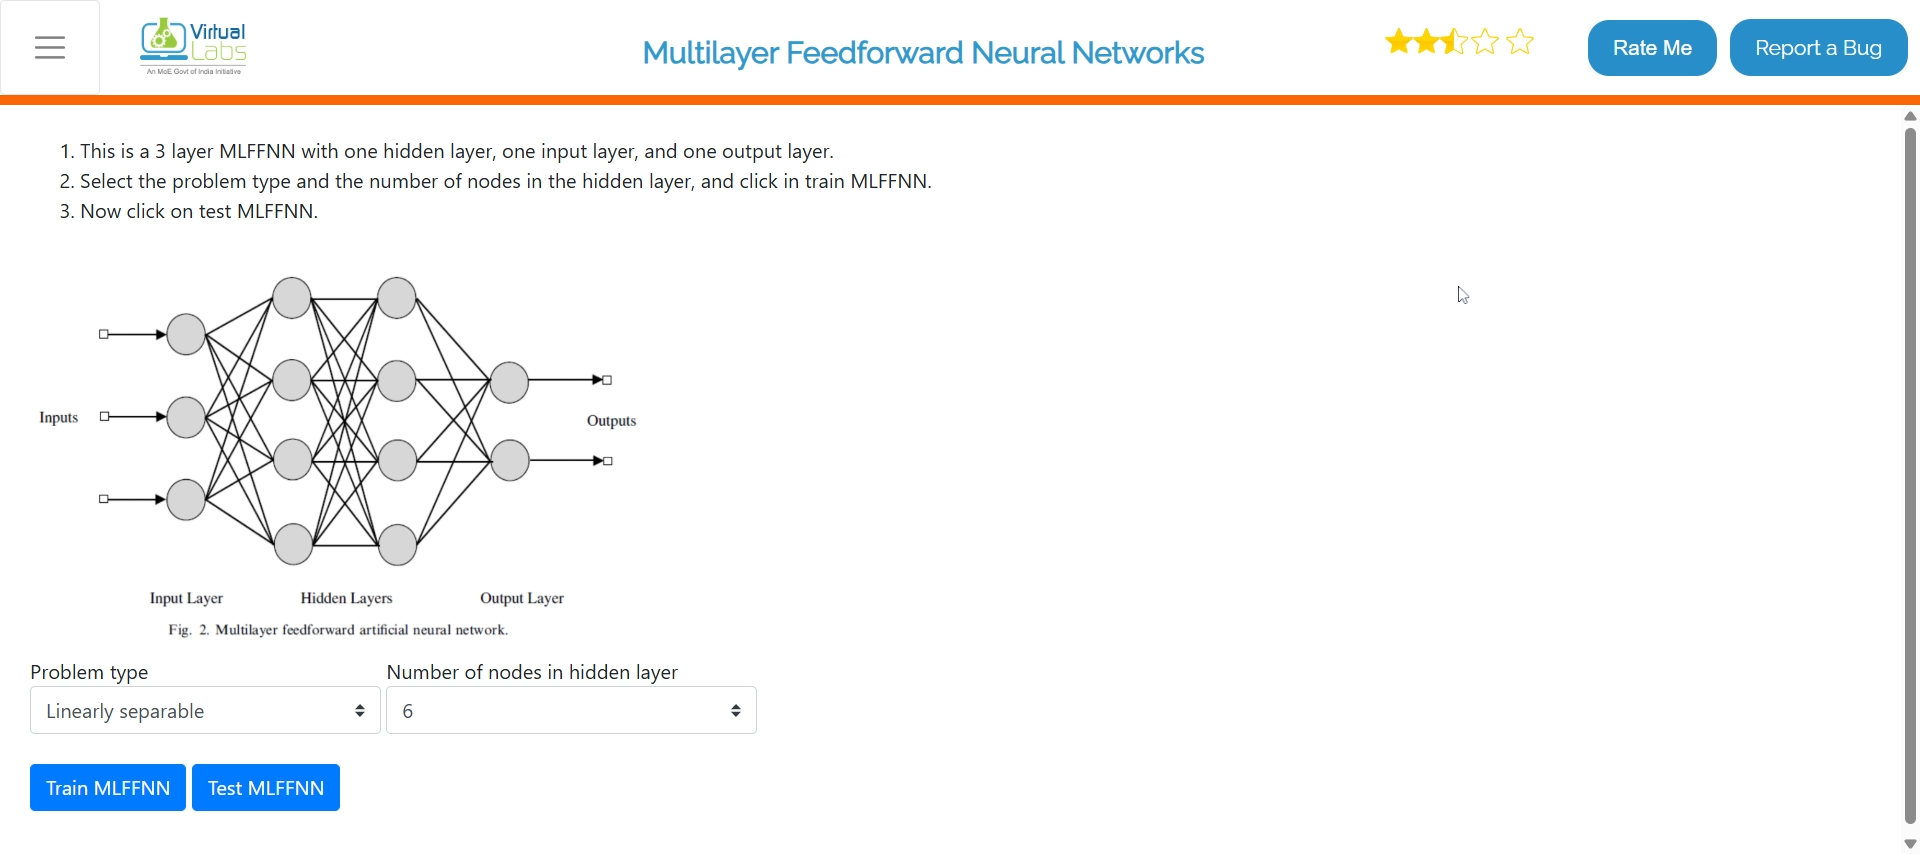 Virtual
Labs
An MoE Govt of India Initiative
Multilayer Feedforward Neural Networks
Rate Me
Report a Bug
1. This is a 3 layer MLFFNN with one hidden layer, one input layer, and one output layer.
2. Select the problem type and the number of nodes in the hidden layer, and click in train MLFFNN.
3. Now click on test MLFFNN.
Inputs
Outputs
Input Layer
Hidden Layers
Output Layer
Fig. 2. Multilayer feedforward artificial neural network.
Problem type
Number of nodes in hidden layer
Linearly separable
6
Train MLFFNN
Test MLFFNN